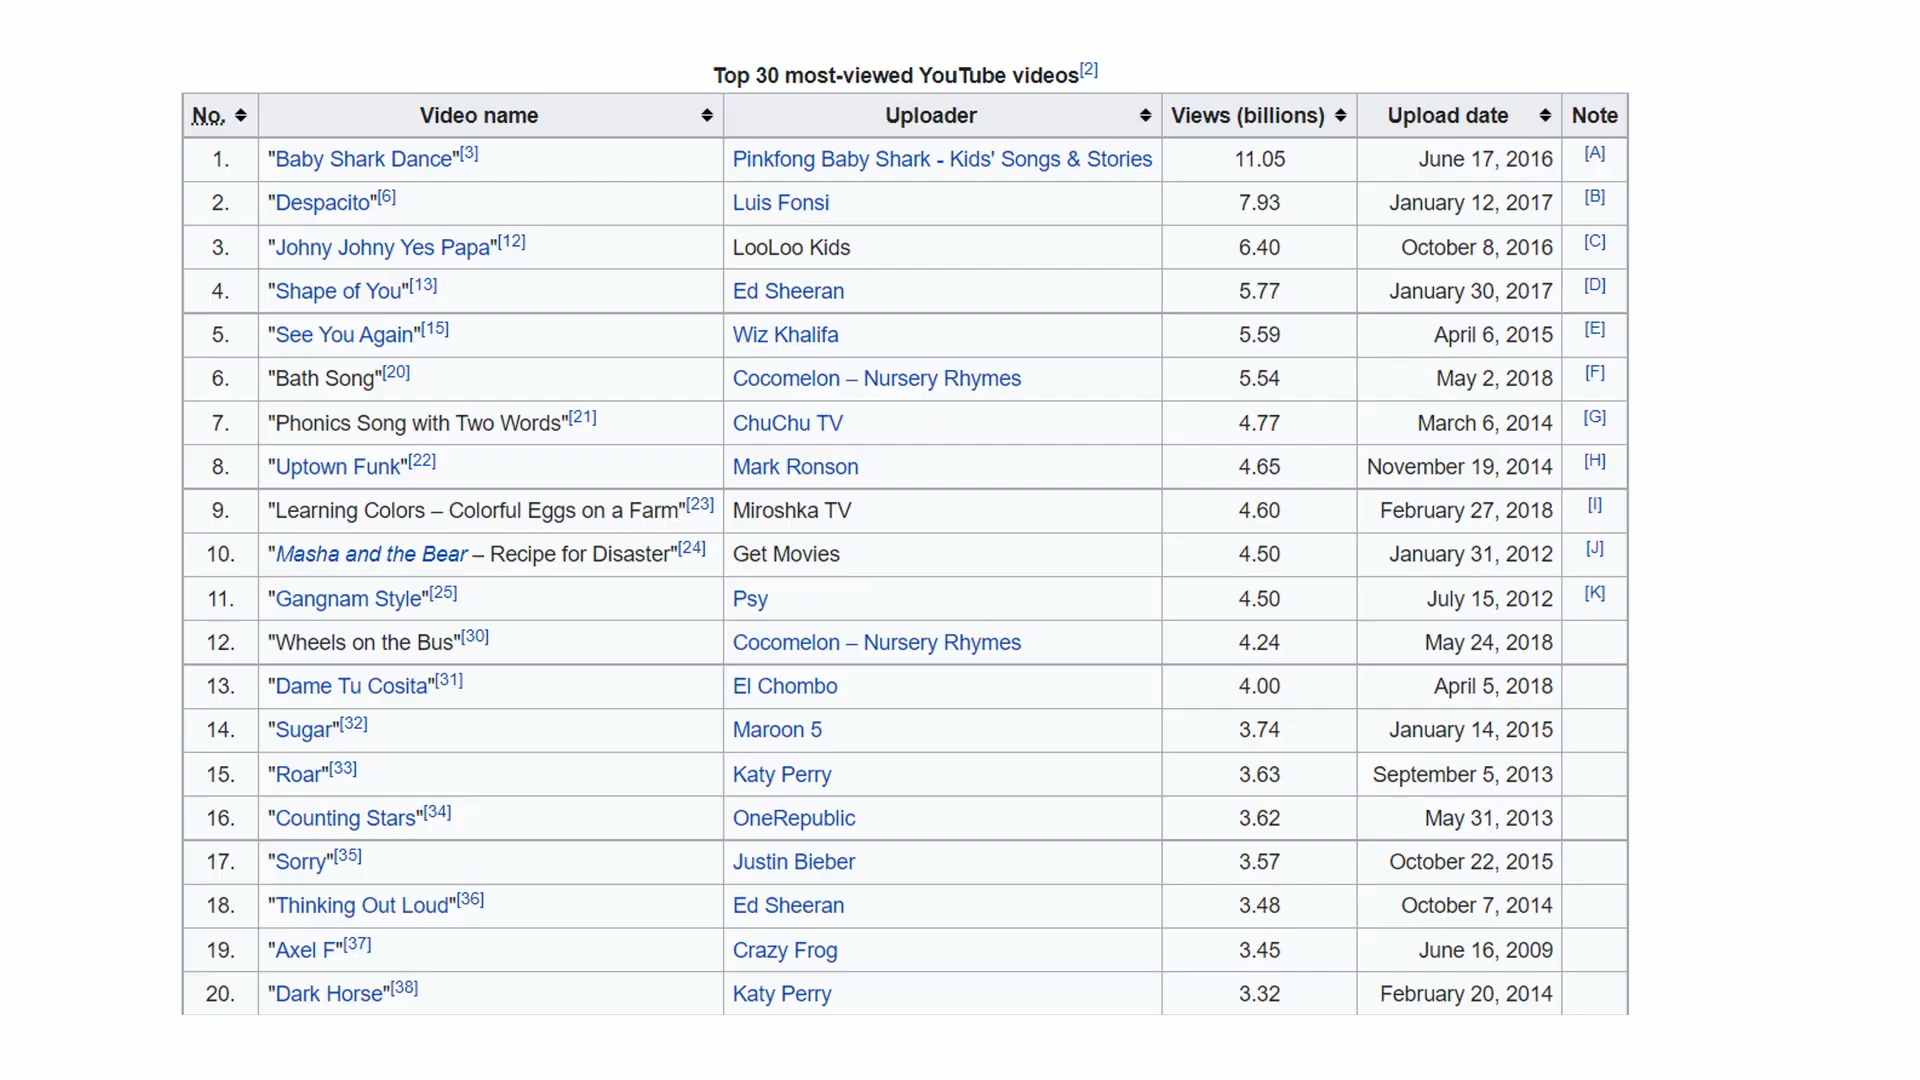 Top 30 most-viewed YouTube videos[2]
No. Video name Uploader Views (billions) Upload date Note
1. "Baby Shark Dance"[3] Pinkfong Baby Shark - Kids' Songs & Stories 11.05 June 17, 2016 [A]
2. "Despacito"[6] Luis Fonsi 7.93 January 12, 2017 [B]
3. "Johny Johny Yes Papa"[12] LooLoo Kids 6.40 October 8, 2016 [C]
4. "Shape of You"[13] Ed Sheeran 5.77 January 30, 2017 [D]
5. "See You Again"[15] Wiz Khalifa 5.59 April 6, 2015 [E]
6. "Bath Song"[20] Cocomelon – Nursery Rhymes 5.54 May 2, 2018 [F]
7. "Phonics Song with Two Words"[21] ChuChu TV 4.77 March 6, 2014 [G]
8. "Uptown Funk"[22] Mark Ronson 4.65 November 19, 2014 [H]
9. "Learning Colors – Colorful Eggs on a Farm"[23] Miroshka TV 4.60 February 27, 2018 [I]
10. "Masha and the Bear – Recipe for Disaster"[24] Get Movies 4.50 January 31, 2012 [J]
11. "Gangnam Style"[25] Psy 4.50 July 15, 2012 [K]
12. "Wheels on the Bus"[30] Cocomelon – Nursery Rhymes 4.24 May 24, 2018
13. "Dame Tu Cosita"[31] El Chombo 4.00 April 5, 2018
14. "Sugar"[32] Maroon 5 3.74 January 14, 2015
15. "Roar"[33] Katy Perry 3.63 September 5, 2013
16. "Counting Stars"[34] OneRepublic 3.62 May 31, 2013
17. "Sorry"[35] Justin Bieber 3.57 October 22, 2015
18. "Thinking Out Loud"[36] Ed Sheeran 3.48 October 7, 2014
19. "Axel F"[37] Crazy Frog 3.45 June 16, 2009
20. "Dark Horse"[38] Katy Perry 3.32 February 20, 2014